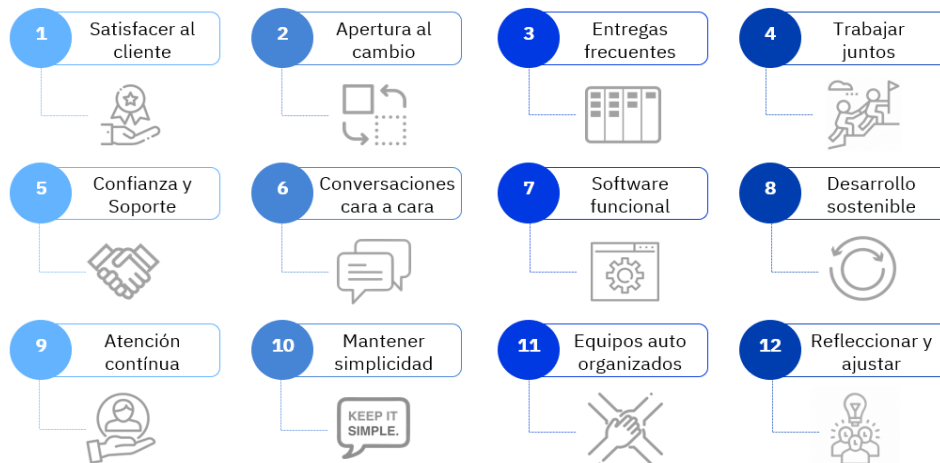 1
Satisfacer al
cliente
2
Apertura al
cambio
3
Entregas
frecuentes
4
Trabajar
juntos
5
Confianza y
Soporte
6
Conversaciones
cara a cara
7
Software
funcional
8
Desarrollo
sostenible
9
Atención
contínua
10
Mantener
simplicidad
KEEP IT
SIMPLE.
11
Equipos auto
organizados
12
Refleccionar y
ajustar